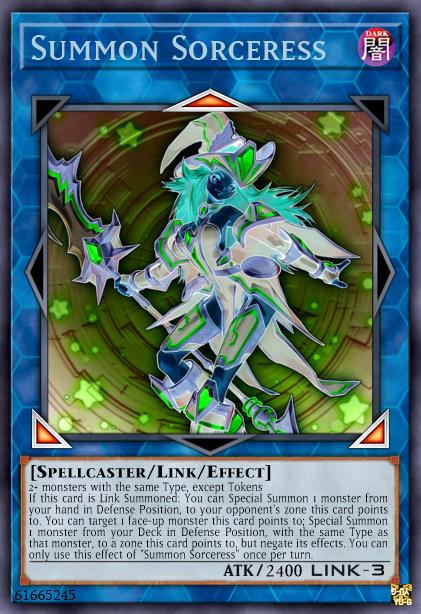 SUMMON SORCERESS
DARK
闇
[SPELLCASTER/LINK/EFFECT]
2+ monsters with the same Type, except Tokens
If this card is Link Summoned: You can Special Summon 1 monster from
your hand in Defense Position, to your opponent's zone this card points
to. You can target 1 face-up monster this card points to; Special Summon
1 monster from your Deck in Defense Position, with the same Type as
that monster, to a zone this card points to, but negate its effects. You can
only use this effect of "Summon Sorceress" once per turn.
ATK/2400 LINK-3
61665245